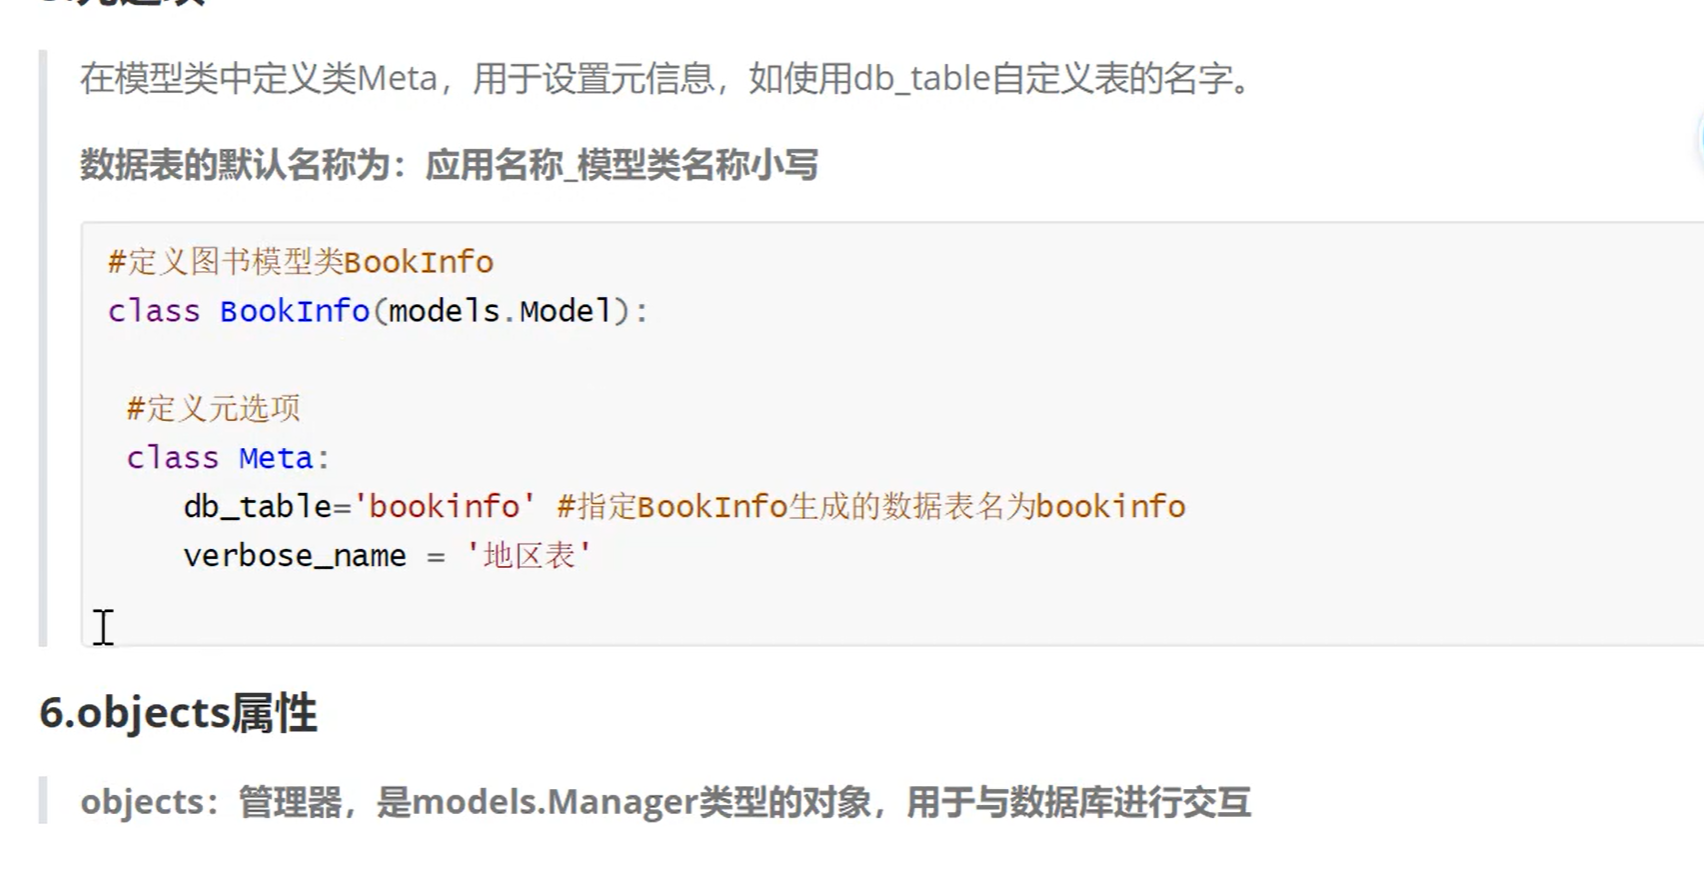 在模型类中定义类Meta，用于设置元信息，如使用db_table自定义表的名字。
数据表的默认名称为：应用名称_模型类名称小写
#定义图书模型类BookInfo
class BookInfo(models.Model):
#定义元选项
class Meta:
db_table='bookinfo' #指定BookInfo生成的数据表名为bookinfo
verbose_name = '地区表'
6.objects属性
objects：管理器，是models.Manager类型的对象，用于与数据库进行交互